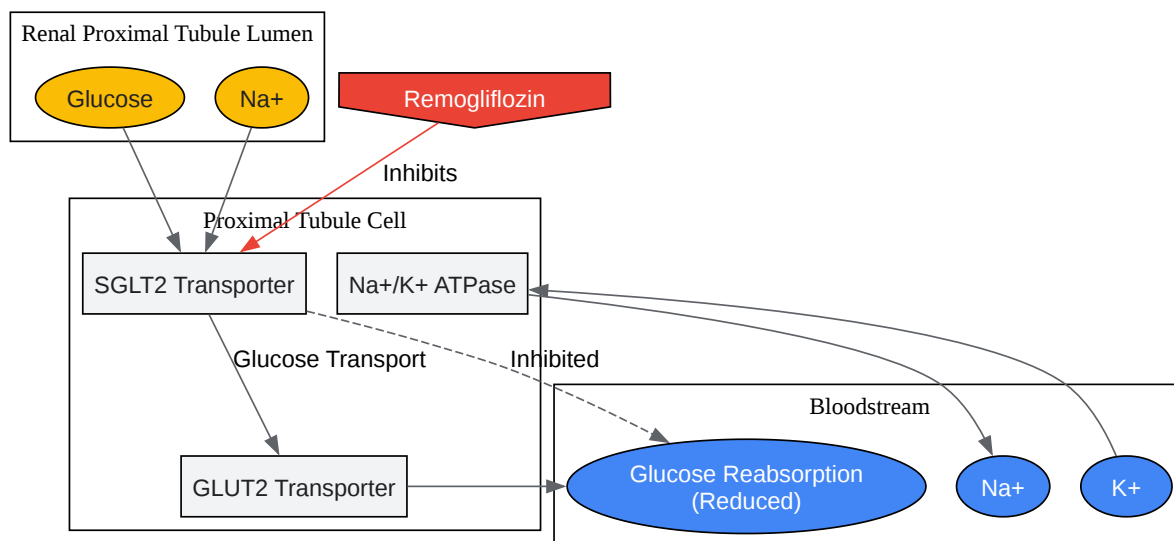 Renal Proximal Tubule Lumen
Glucose
Na+
Remogliflozin
Inhibits
Proximal Tubule Cell
SGLT2 Transporter
Na+/K+ ATPase
Glucose Transport
Inhibited
Bloodstream
GLUT2 Transporter
Glucose Reabsorption
(Reduced)
Na+
K+